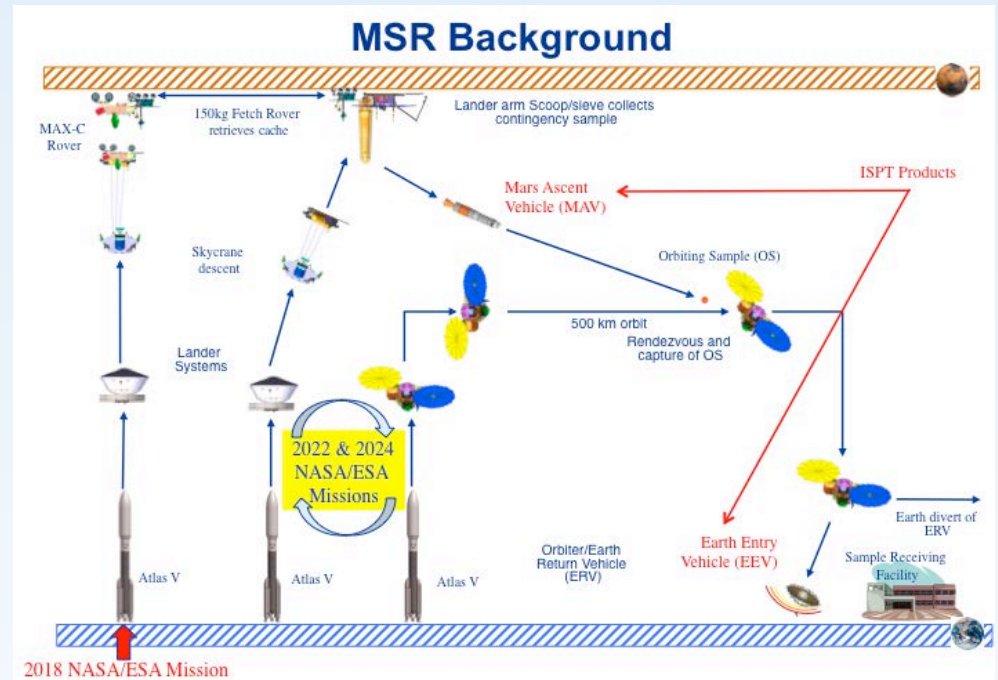 MSR Background
MAX-C
Rover
150kg Fetch Rover
retrieves cache
Lander arm Scoop/sieve collects
contingency sample
ISPT Products
Mars Ascent
Vehicle (MAV)
Skycrane
descent
Orbiting Sample (OS)
500 km orbit
Rendezvous and
capture of OS
Lander
Systems
2022 & 2024
NASA/ESA
Missions
Earth divert of
ERV
Earth Entry
Vehicle (EEV)
Sample Receiving
Facility
Orbiter/Earth
Return Vehicle
(ERV)
Atlas V
Atlas V
Atlas V
2018 NASA/ESA Mission